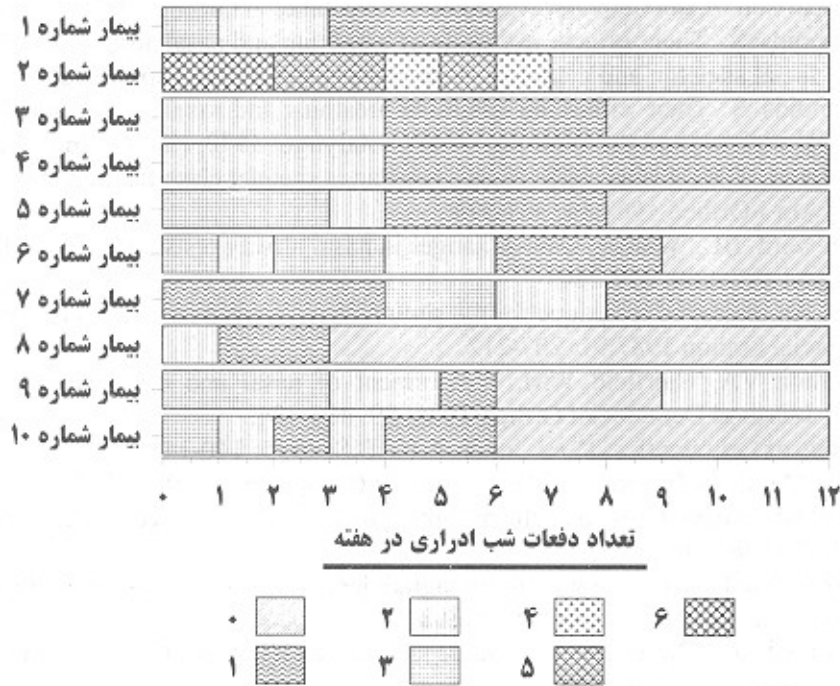 بیمار شماره ۱
بیمار شماره ۲
بیمار شماره ۳
بیمار شماره ۴
بیمار شماره ۵
بیمار شماره ۶
بیمار شماره ۷
بیمار شماره ۸
بیمار شماره ۹
بیمار شماره ۱۰
۰ ۱ ۲ ۳ ۴ ۵ ۶ ۷ ۸ ۹ ۱۰ ۱۱ ۱۲
تعداد دفعات شب ادراری در هفته
۰ ۲ ۴ ۶
۱ ۳ ۵